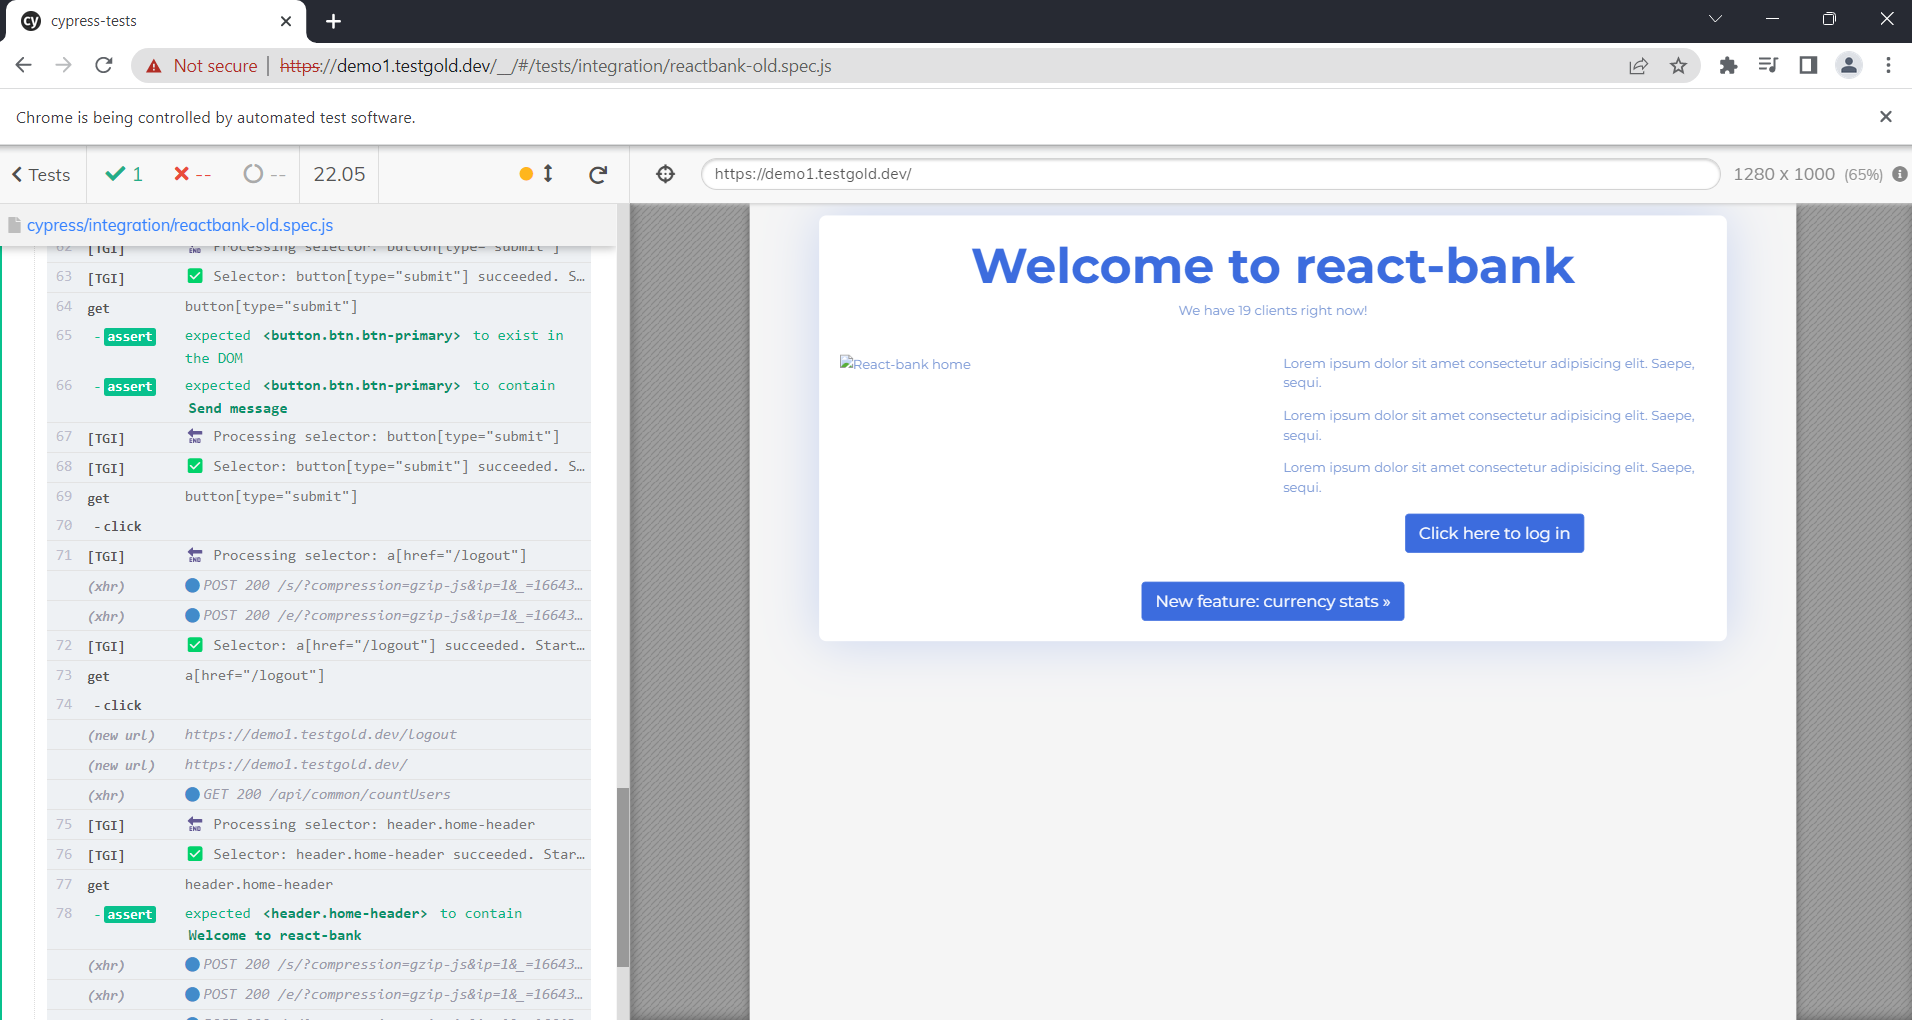 cy cypress-tests
Not secure | https://demo1.testgold.dev/__/#/tests/integration/reactbank-old.spec.js
Chrome is being controlled by automated test software.
Tests 1 -- -- 22.05
https://demo1.testgold.dev/ 1280 x 1000 (65%)
cypress/integration/reactbank-old.spec.js
62 [TGI] END Processing selector: button[type="submit"]
63 [TGI] Selector: button[type="submit"] succeeded. S…
64 get button[type="submit"]
65 -assert expected <button.btn.btn-primary> to exist in
the DOM
66 -assert expected <button.btn.btn-primary> to contain
Send message
67 [TGI] END Processing selector: button[type="submit"]
68 [TGI] Selector: button[type="submit"] succeeded. S…
69 get button[type="submit"]
70 -click
71 [TGI] END Processing selector: a[href="/logout"]
(xhr) POST 200 /s/?compression=gzip-js&ip=1&_=16643…
(xhr) POST 200 /e/?compression=gzip-js&ip=1&_=16643…
72 [TGI] Selector: a[href="/logout"] succeeded. Start…
73 get a[href="/logout"]
74 -click
(new url) https://demo1.testgold.dev/logout
(new url) https://demo1.testgold.dev/
(xhr) GET 200 /api/common/countUsers
75 [TGI] END Processing selector: header.home-header
76 [TGI] Selector: header.home-header succeeded. Star…
77 get header.home-header
78 -assert expected <header.home-header> to contain
Welcome to react-bank
(xhr) POST 200 /s/?compression=gzip-js&ip=1&_=16643…
(xhr) POST 200 /e/?compression=gzip-js&ip=1&_=16643…
Welcome to react-bank
We have 19 clients right now!
React-bank home
Lorem ipsum dolor sit amet consectetur adipisicing elit. Saepe,
sequi.
Lorem ipsum dolor sit amet consectetur adipisicing elit. Saepe,
sequi.
Lorem ipsum dolor sit amet consectetur adipisicing elit. Saepe,
sequi.
Click here to log in
New feature: currency stats »